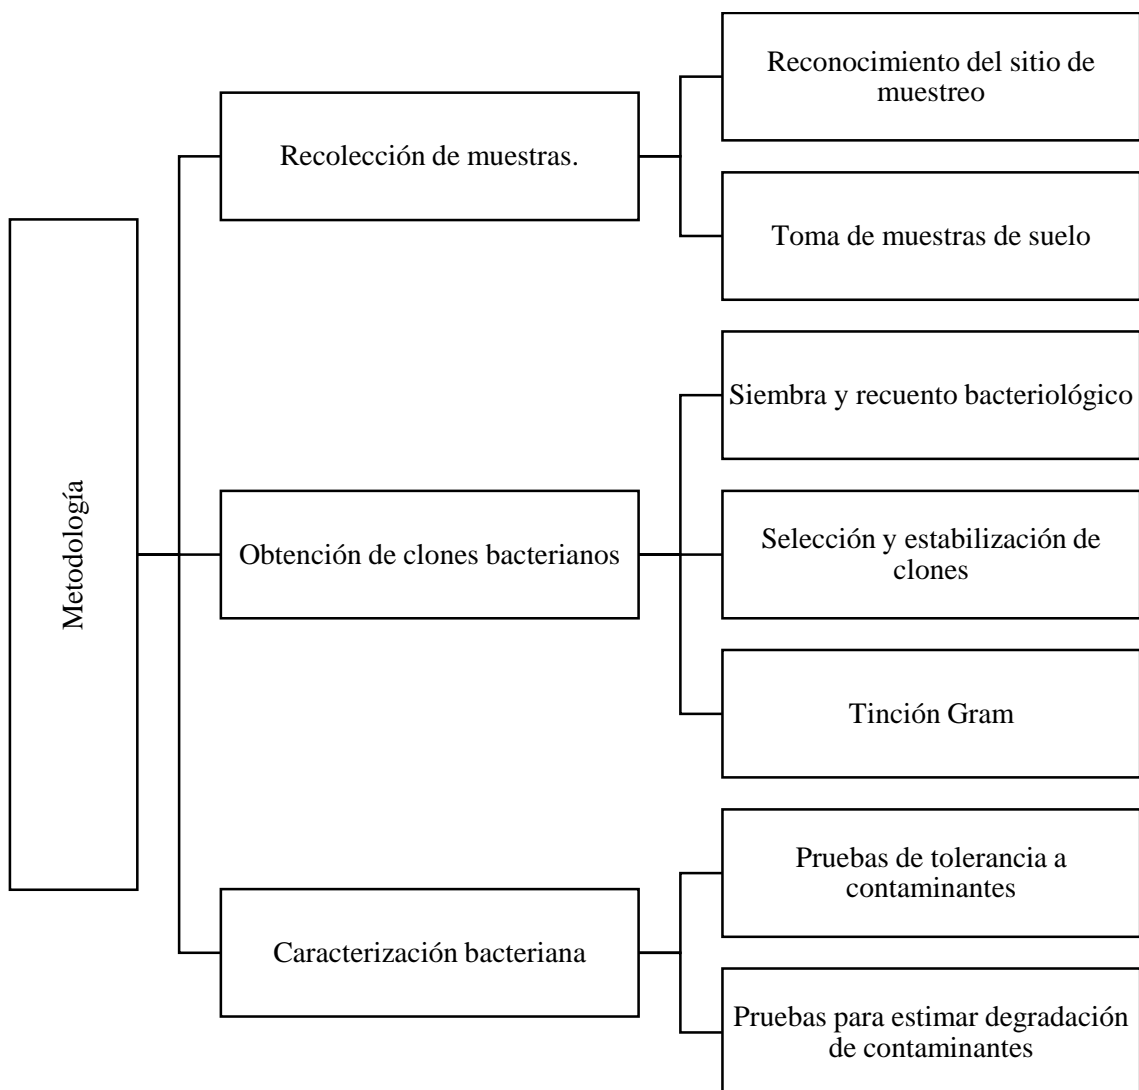 Metodología
Recolección de muestras.
Reconocimiento del sitio de
muestreo
Toma de muestras de suelo
Obtención de clones bacterianos
Siembra y recuento bacteriológico
Selección y estabilización de
clones
Tinción Gram
Caracterización bacteriana
Pruebas de tolerancia a
contaminantes
Pruebas para estimar degradación
de contaminantes